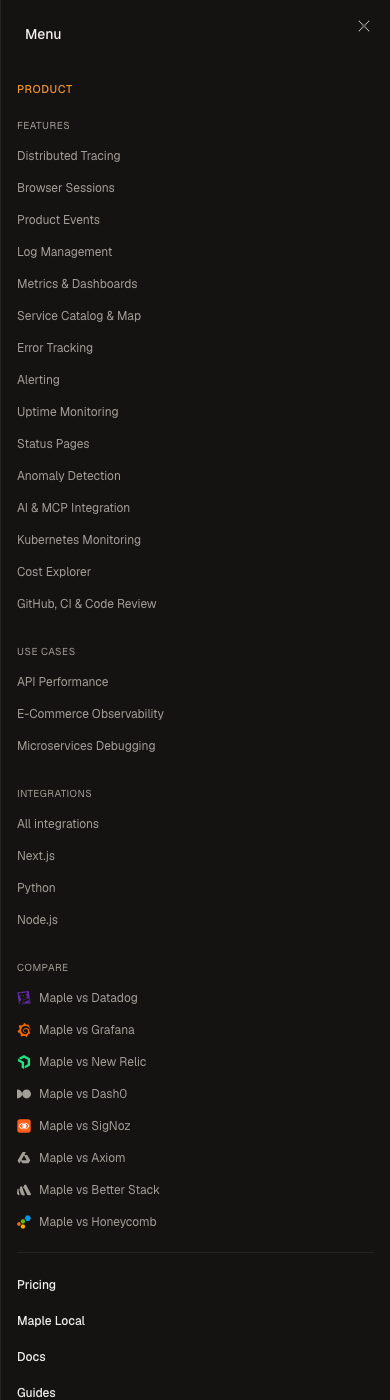 Menu
PRODUCT
FEATURES
Distributed Tracing
Browser Sessions
Product Events
Log Management
Metrics & Dashboards
Service Catalog & Map
Error Tracking
Alerting
Uptime Monitoring
Status Pages
Anomaly Detection
AI & MCP Integration
Kubernetes Monitoring
Cost Explorer
GitHub, CI & Code Review
USE CASES
API Performance
E-Commerce Observability
Microservices Debugging
INTEGRATIONS
All integrations
Next.js
Python
Node.js
COMPARE
Maple vs Datadog
Maple vs Grafana
Maple vs New Relic
Maple vs Dash0
Maple vs SigNoz
Maple vs Axiom
Maple vs Better Stack
Maple vs Honeycomb
Pricing
Maple Local
Docs
Guides